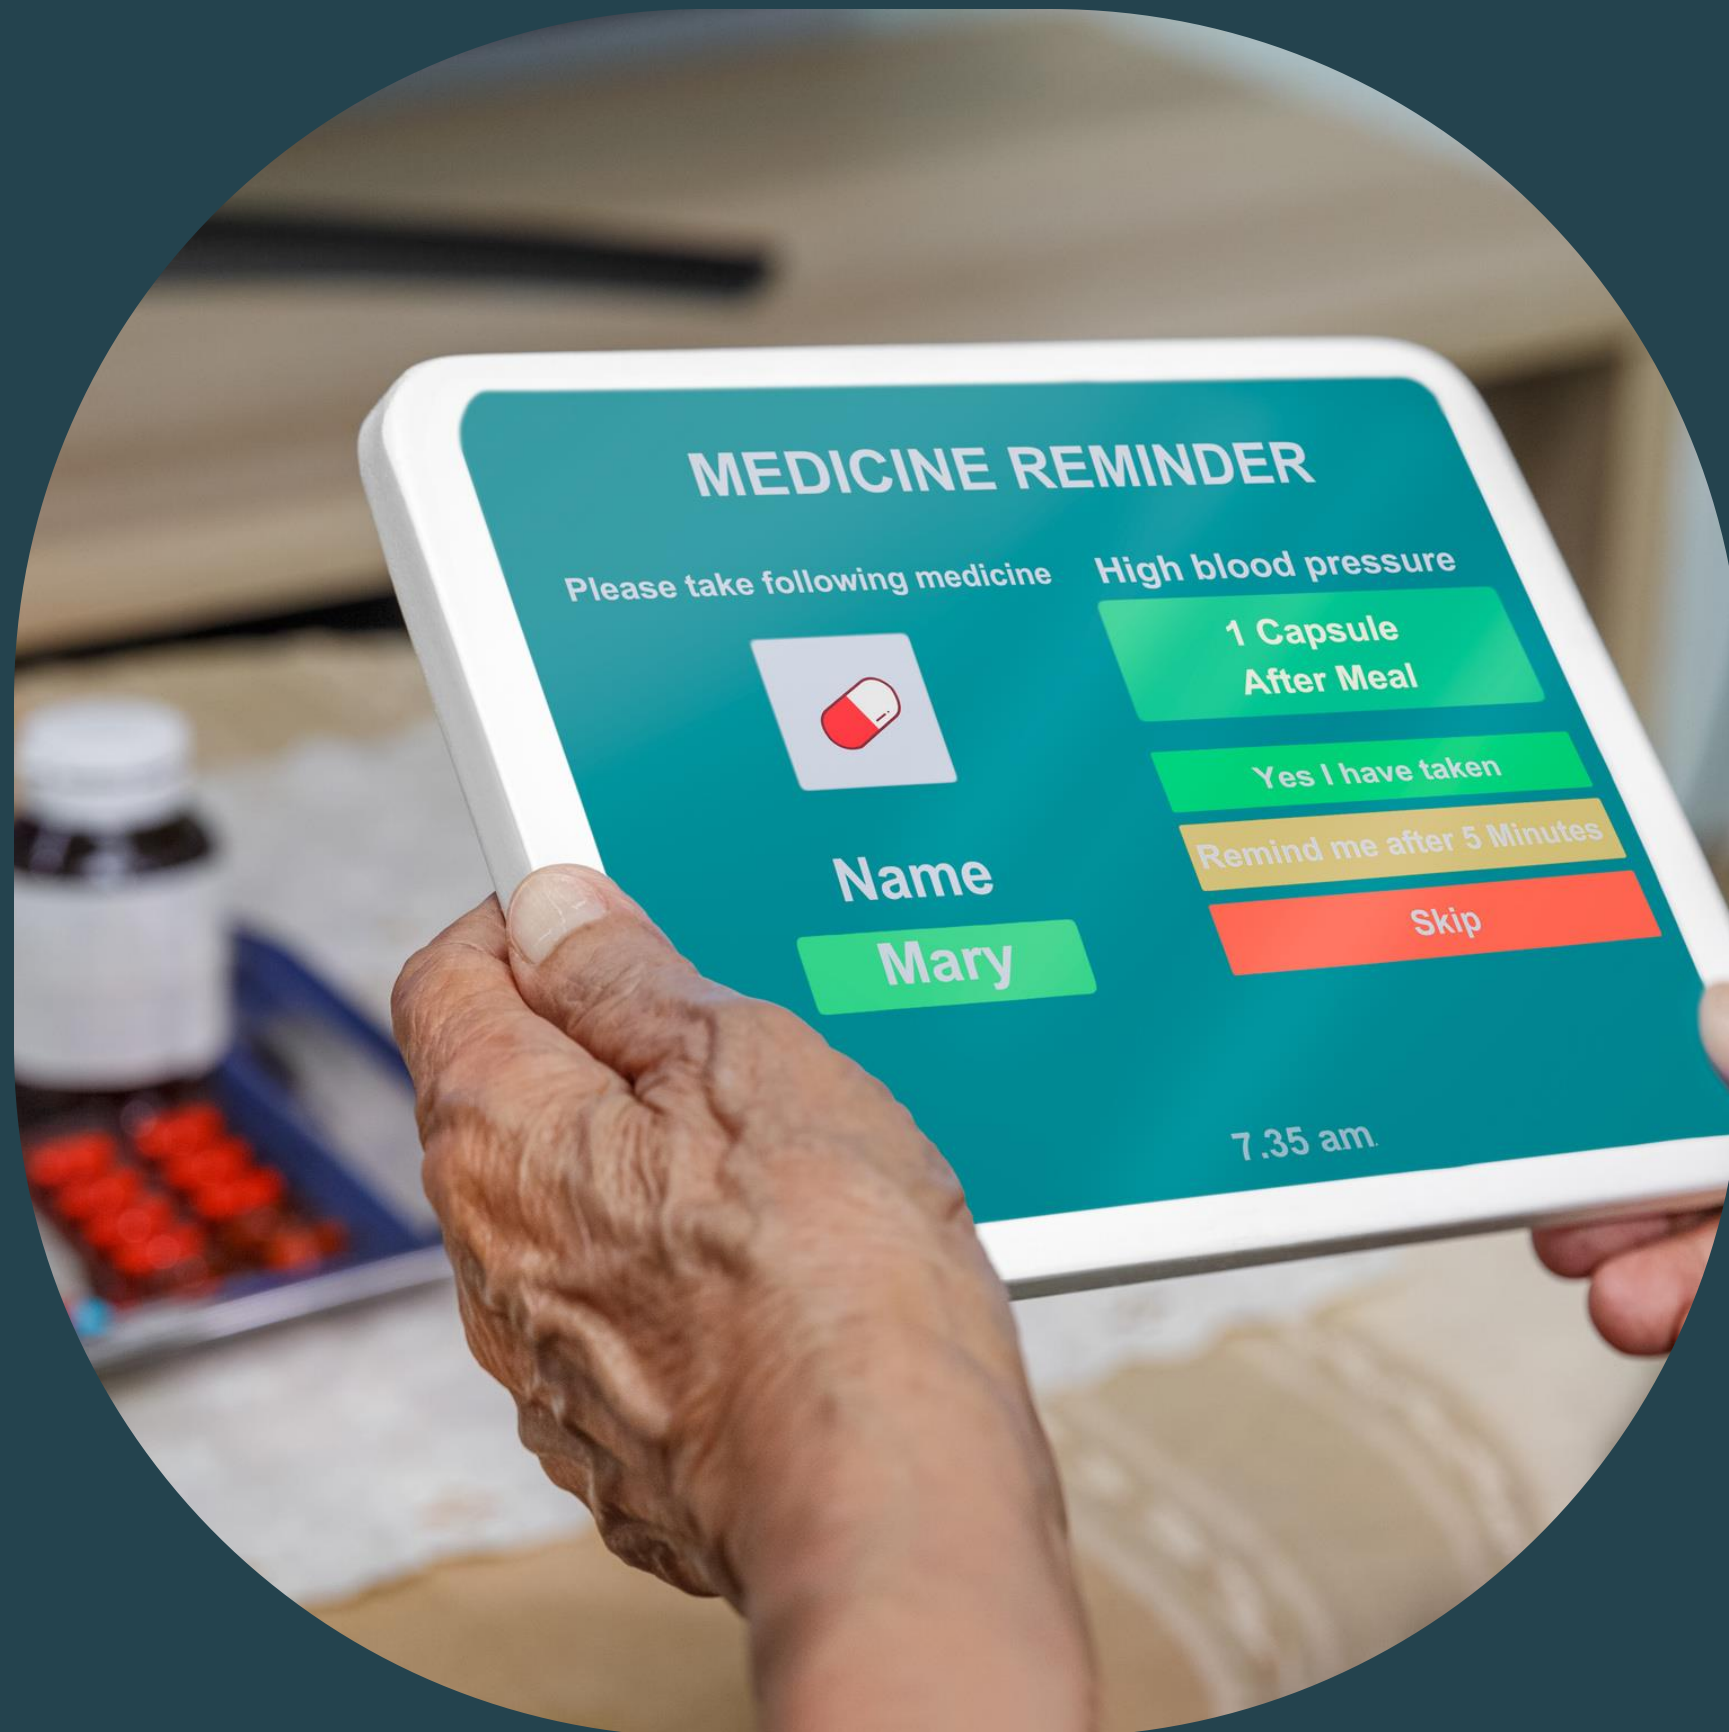 MEDICINE REMINDER
Please take following medicine
High blood pressure
1 Capsule
After Meal
Yes I have taken
Remind me after 5 Minutes
Skip
Name
Mary
7.35 am.